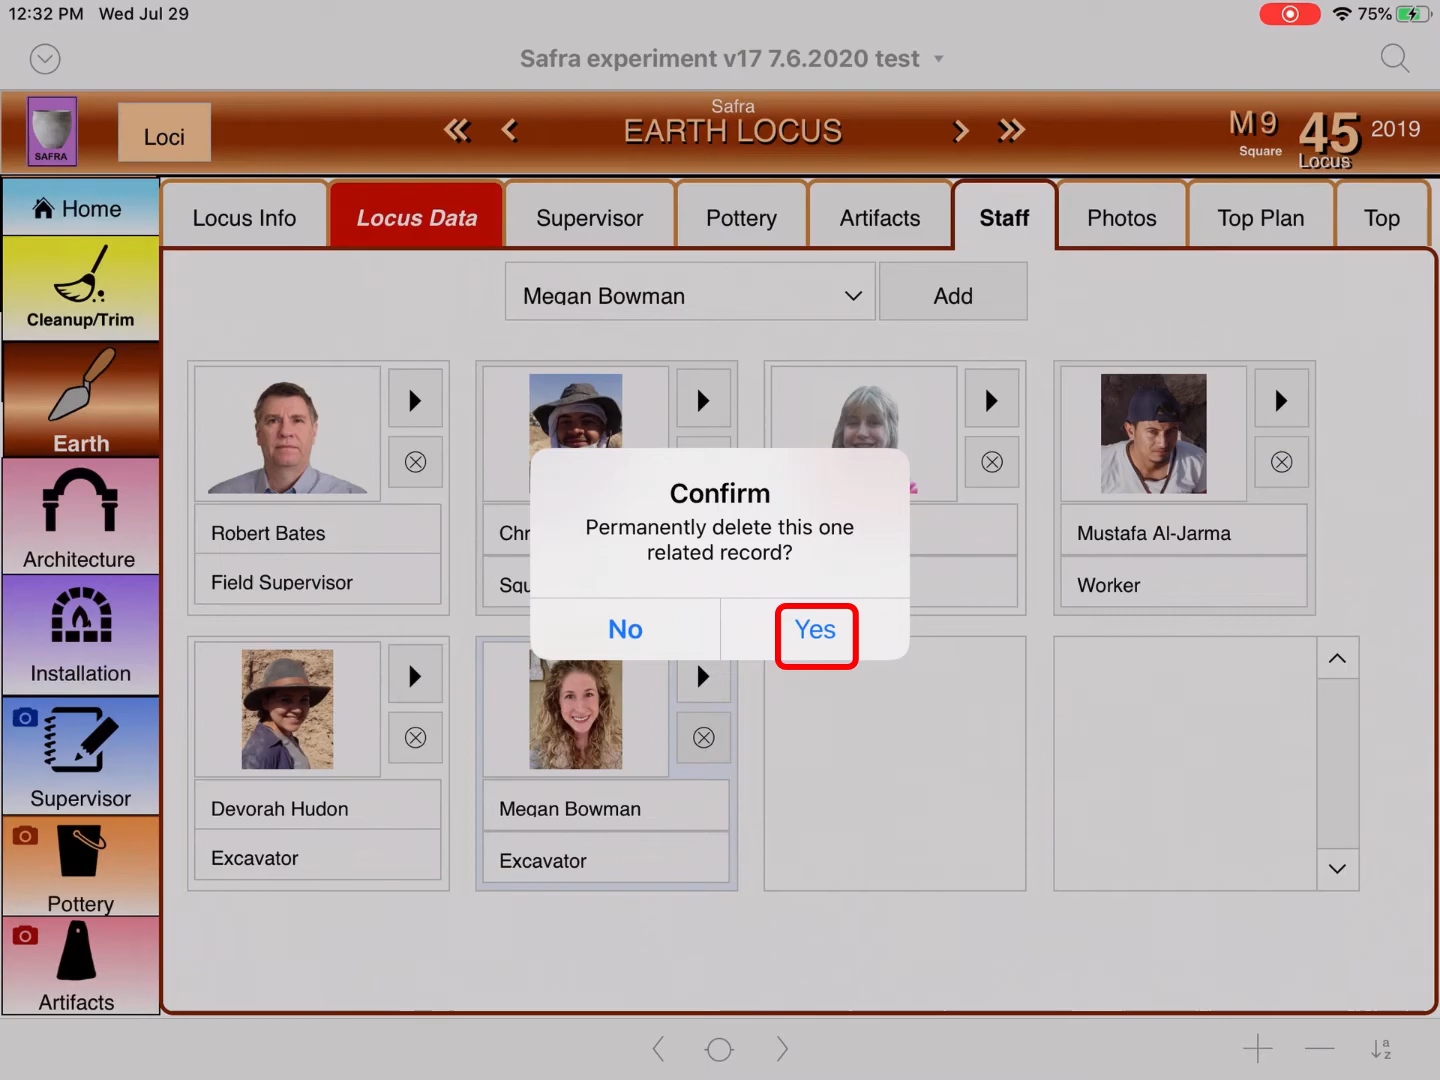 12:32 PM Wed Jul 29
75%
Safra experiment v17 7.6.2020 test
SAFRA
Loci
Safra
EARTH LOCUS
M 9
Square
45
Locus
2019
Home
Locus Info
Locus Data
Supervisor
Pottery
Artifacts
Staff
Photos
Top Plan
Top
Cleanup/Trim
Earth
Architecture
Installation
Supervisor
Pottery
Artifacts
Megan Bowman
Add
Robert Bates
Field Supervisor
Chr
Squ
Mustafa Al-Jarma
Worker
Confirm
Permanently delete this one
related record?
No
Yes
Devorah Hudon
Excavator
Megan Bowman
Excavator
a
z